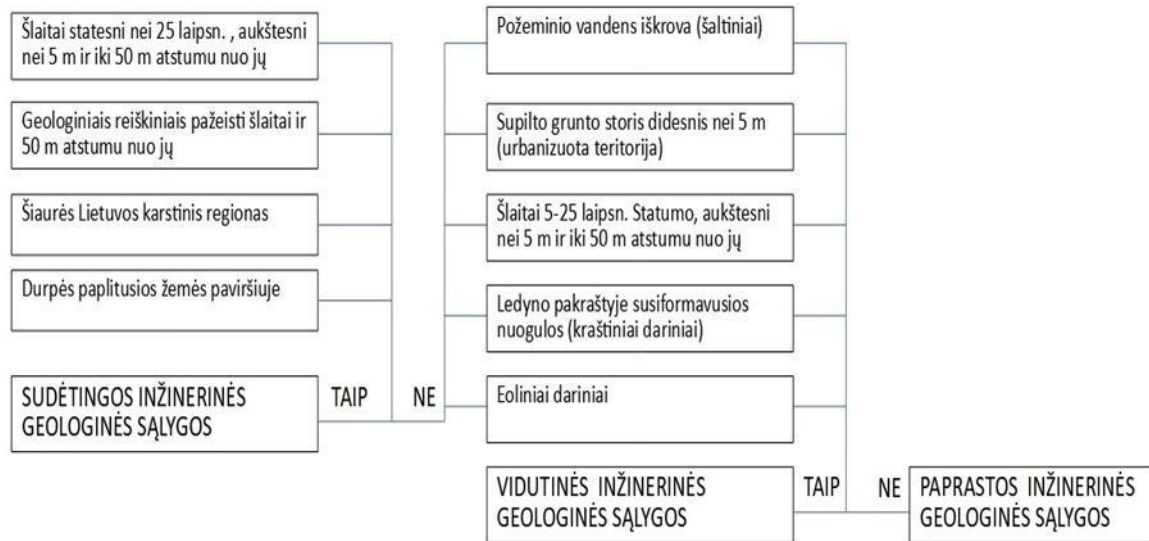 Šlaitai statesni nei 25 laipsn. , aukštesni
nei 5 m ir iki 50 m atstumu nuo jų
Geologiniais reiškiniais pažeisti šlaitai ir
50 m atstumu nuo jų
Šiaurės Lietuvos karstinis regionas
Durpės paplitusios žemės paviršiuje
SUDĖTINGOS INŽINERINĖS
GEOLOGINĖS SĄLYGOS
TAIP
NE
Požeminio vandens iškrova (šaltiniai)
Supilto grunto storis didesnis nei 5 m
(urbanizuota teritorija)
Šlaitai 5-25 laipsn. Statumo, aukštesni
nei 5 m ir iki 50 m atstumu nuo jų
Ledyno pakraštyje susiformavusios
nuogulos (kraštiniai dariniai)
Eoliniai dariniai
VIDUTINĖS INŽINERINĖS
GEOLOGINĖS SĄLYGOS
TAIP
NE
PAPRASTOS INŽINERINĖS
GEOLOGINĖS SĄLYGOS